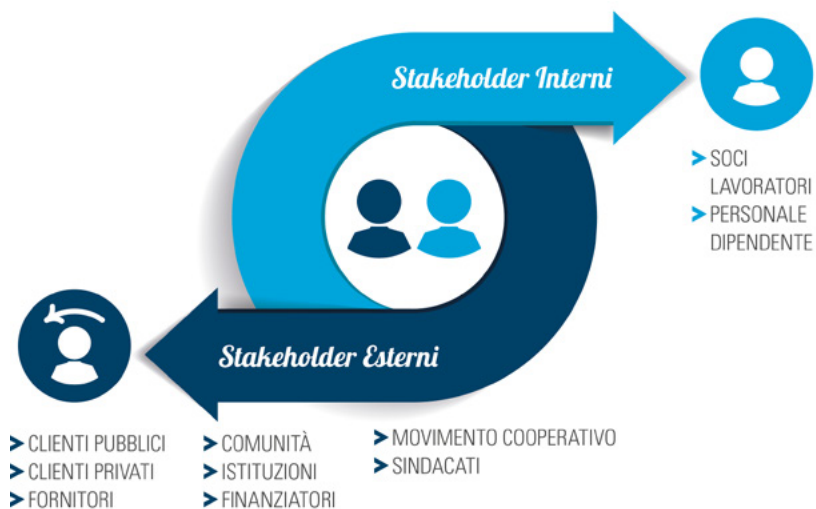 Stakeholder Interni
> SOCI
LAVORATORI
> PERSONALE
DIPENDENTE
Stakeholder Esterni
> CLIENTI PUBBLICI
> CLIENTI PRIVATI
> FORNITORI
> COMUNITÀ
> ISTITUZIONI
> FINANZIATORI
> MOVIMENTO COOPERATIVO
> SINDACATI